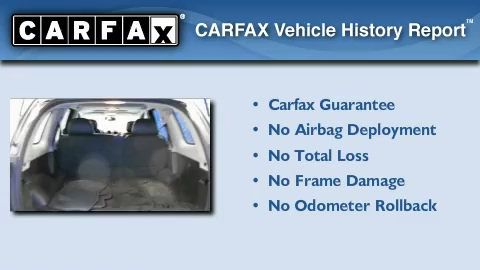 CARFAX® CARFAX Vehicle History Report™
• Carfax Guarantee
• No Airbag Deployment
• No Total Loss
• No Frame Damage
• No Odometer Rollback